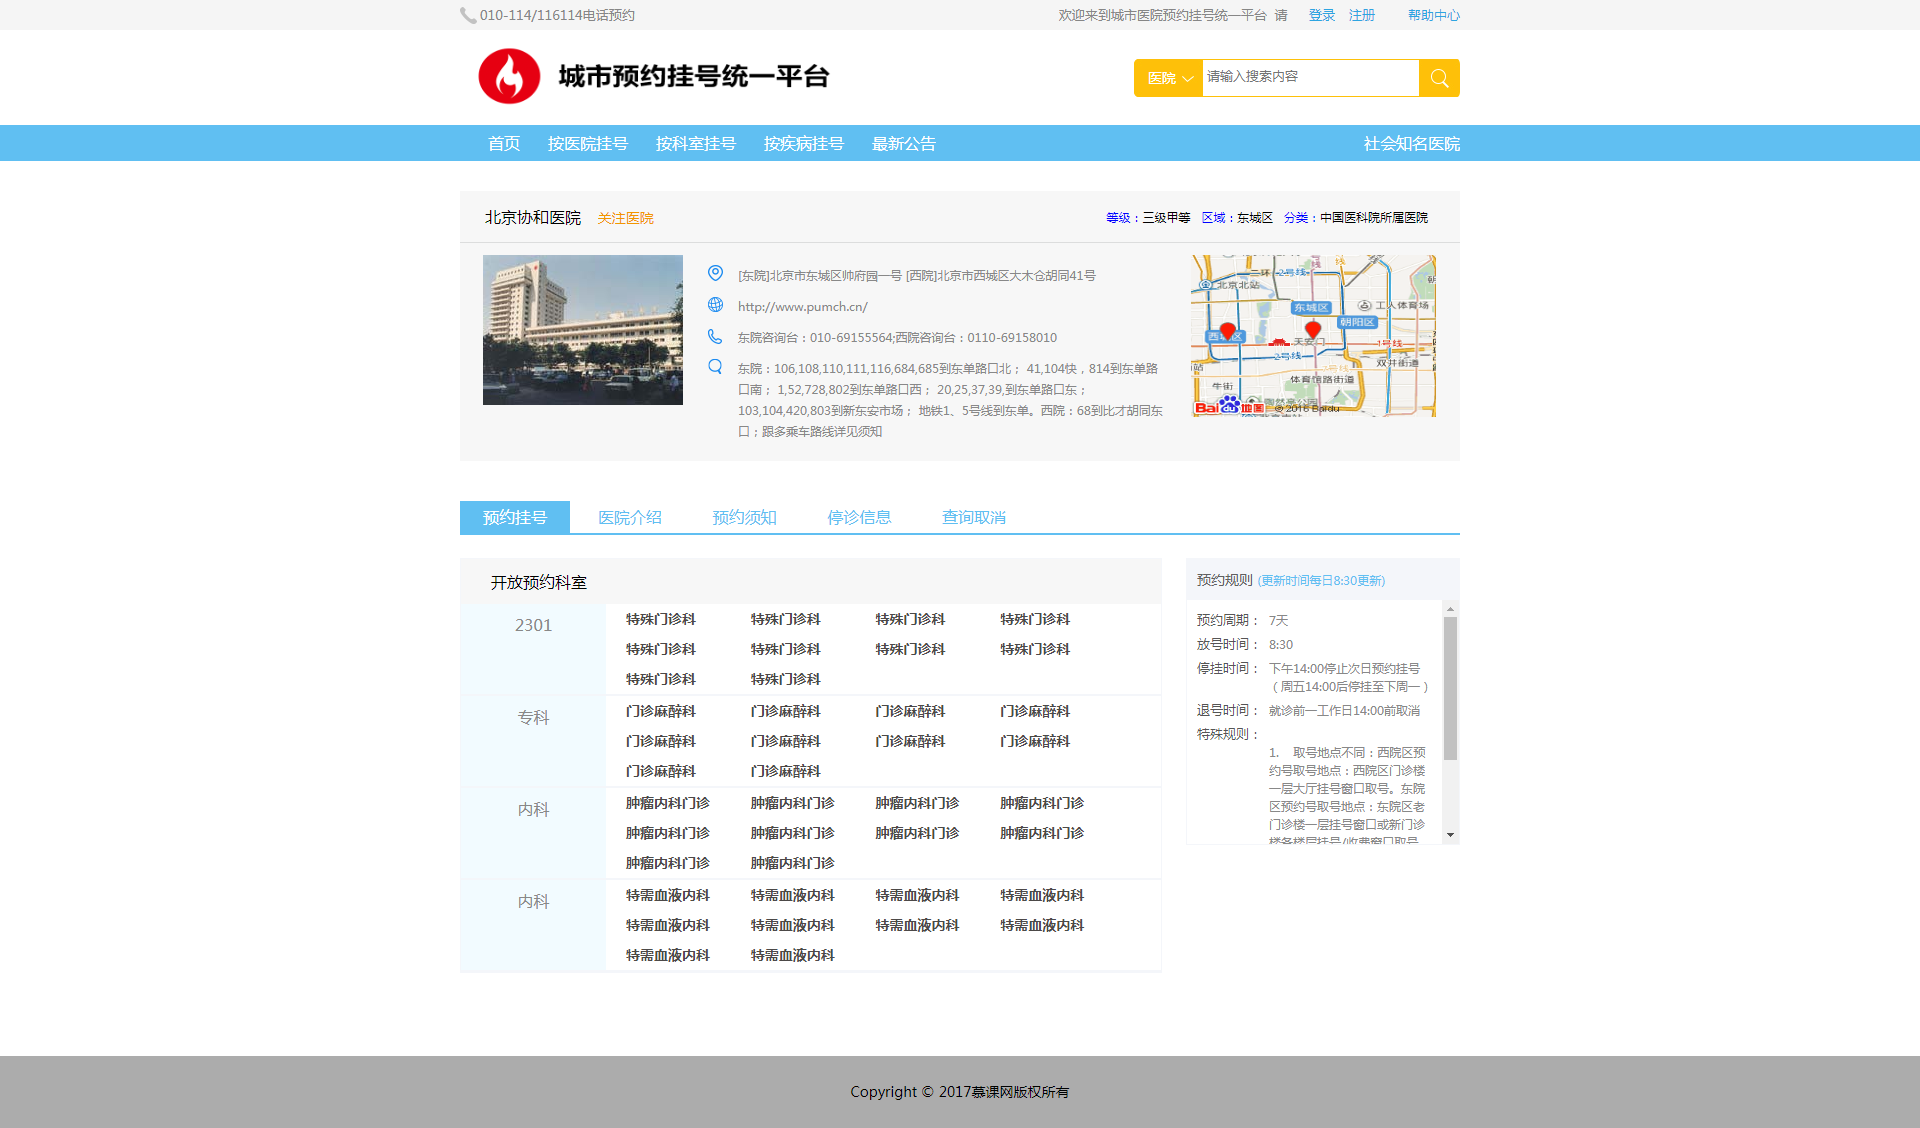 010-114/116114电话预约
欢迎来到城市医院预约挂号统一平台 请 登录 注册 帮助中心
城市预约挂号统一平台
医院 请输入搜索内容
首页 按医院挂号 按科室挂号 按疾病挂号 最新公告 社会知名医院
北京协和医院 关注医院
等级：三级甲等 区域：东城区 分类：中国医科院所属医院
[东院]北京市东城区帅府园一号 [西院]北京市西城区大木仓胡同41号
http://www.pumch.cn/
东院咨询台：010-69155564;西院咨询台：0110-69158010
东院：106,108,110,111,116,684,685到东单路口北； 41,104快，814到东单路
口南； 1,52,728,802到东单路口西； 20,25,37,39,到东单路口东；
103,104,420,803到新东安市场； 地铁1、5号线到东单。西院：68到比才胡同东
口；跟多乘车路线详见须知
二环 2号线
北京北站
东城区
工人体育场
朝阳区
西城区
天安门
1号线
2号线
双井街道
牛街
体育馆路街道
Bai du 地图 © 2016 Baidu
预约挂号 医院介绍 预约须知 停诊信息 查询取消
开放预约科室
2301
特殊门诊科 特殊门诊科 特殊门诊科 特殊门诊科
特殊门诊科 特殊门诊科 特殊门诊科 特殊门诊科
特殊门诊科 特殊门诊科
专科
门诊麻醉科 门诊麻醉科 门诊麻醉科 门诊麻醉科
门诊麻醉科 门诊麻醉科 门诊麻醉科 门诊麻醉科
门诊麻醉科 门诊麻醉科
内科
肿瘤内科门诊 肿瘤内科门诊 肿瘤内科门诊 肿瘤内科门诊
肿瘤内科门诊 肿瘤内科门诊 肿瘤内科门诊 肿瘤内科门诊
肿瘤内科门诊 肿瘤内科门诊
内科
特需血液内科 特需血液内科 特需血液内科 特需血液内科
特需血液内科 特需血液内科 特需血液内科 特需血液内科
特需血液内科 特需血液内科
预约规则 (更新时间每日8:30更新)
预约周期： 7天
放号时间： 8:30
停挂时间： 下午14:00停止次日预约挂号
（周五14:00后停挂至下周一）
退号时间： 就诊前一工作日14:00前取消
特殊规则：
1. 取号地点不同：西院区预
约号取号地点：西院区门诊楼
一层大厅挂号窗口取号。东院
区预约号取号地点：东院区老
门诊楼一层挂号窗口或新门诊
楼各楼层挂号/收费窗口取号
Copyright © 2017慕课网版权所有